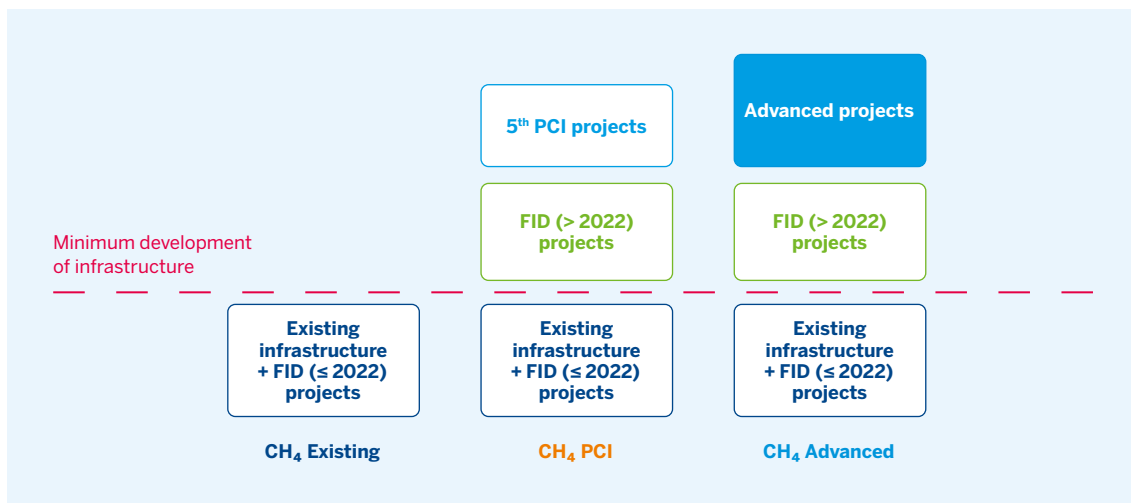 5th PCI projects
Advanced projects
FID (> 2022)
projects
FID (> 2022)
projects
Minimum development
of infrastructure
Existing
infrastructure
+ FID (≤ 2022)
projects
Existing
infrastructure
+ FID (≤ 2022)
projects
Existing
infrastructure
+ FID (≤ 2022)
projects
CH₄ Existing
CH₄ PCI
CH₄ Advanced